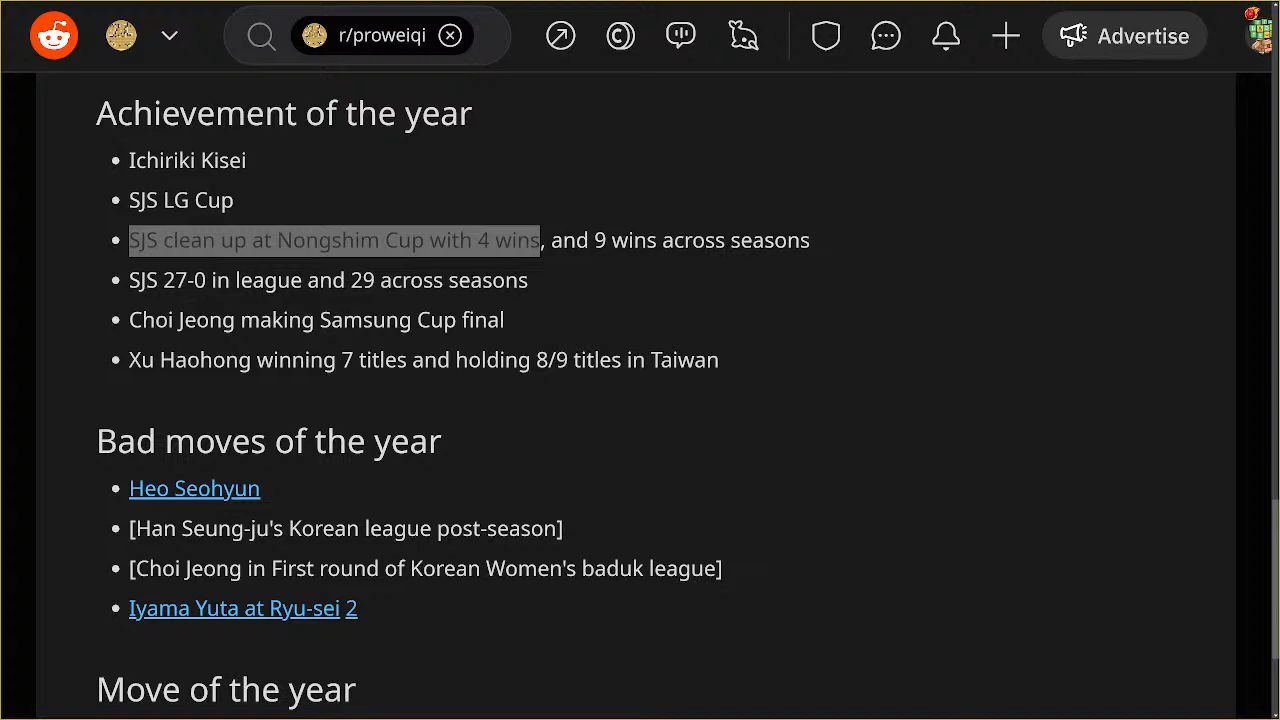 r/proweiqi
Advertise
Achievement of the year
• Ichiriki Kisei
• SJS LG Cup
• SJS clean up at Nongshim Cup with 4 wins, and 9 wins across seasons
• SJS 27-0 in league and 29 across seasons
• Choi Jeong making Samsung Cup final
• Xu Haohong winning 7 titles and holding 8/9 titles in Taiwan
Bad moves of the year
• Heo Seohyun
• [Han Seung-ju's Korean league post-season]
• [Choi Jeong in First round of Korean Women's baduk league]
• Iyama Yuta at Ryu-sei 2
Move of the year